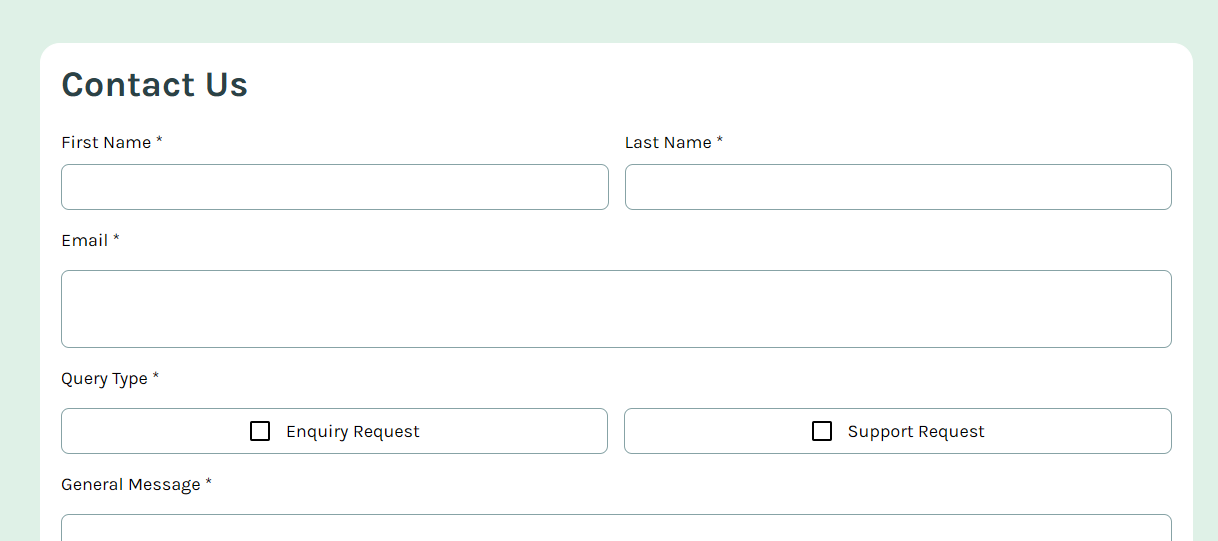 Contact Us
First Name * Last Name *
Email *
Query Type *
Enquiry Request Support Request
General Message *